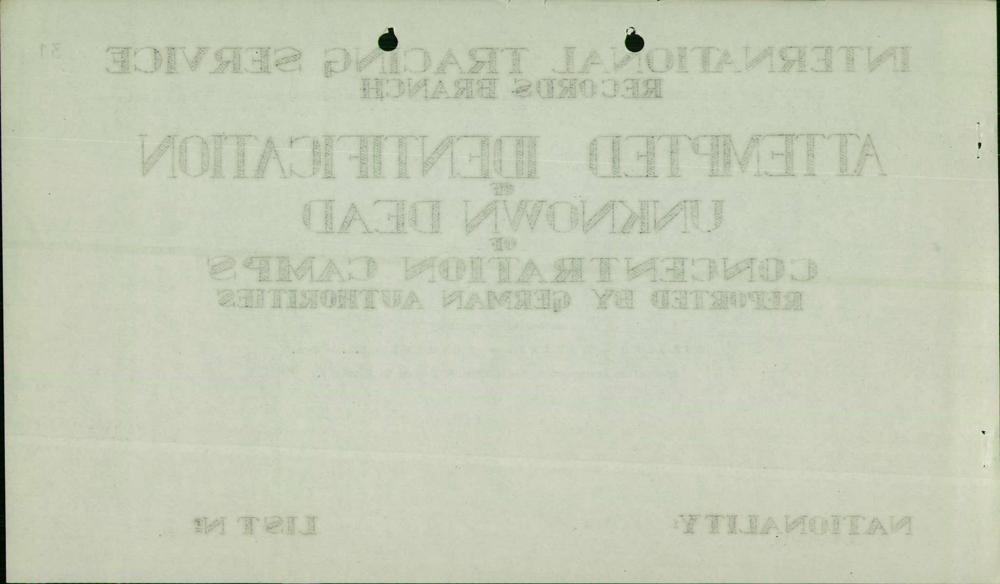 31
INTERNATIONAL TRACING SERVICE
RECORDS BRANCH
ATTEMPTED IDENTIFICATION
OF
UNKNOWN DEAD
OF
CONCENTRATION CAMPS
REPORTED BY GERMAN AUTHORITIES
NATIONALITY: LIST Nº